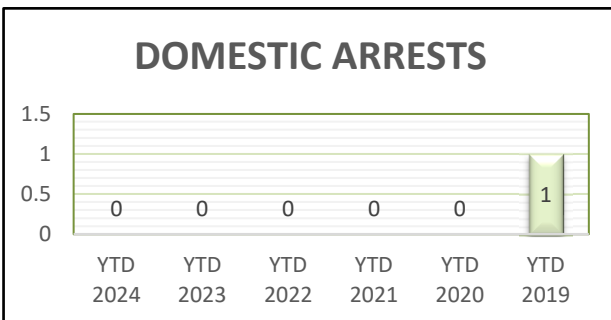 DOMESTIC ARRESTS
1.5
1
0.5
0
0 0 0 0 0 1
YTD YTD YTD YTD YTD YTD
2024 2023 2022 2021 2020 2019